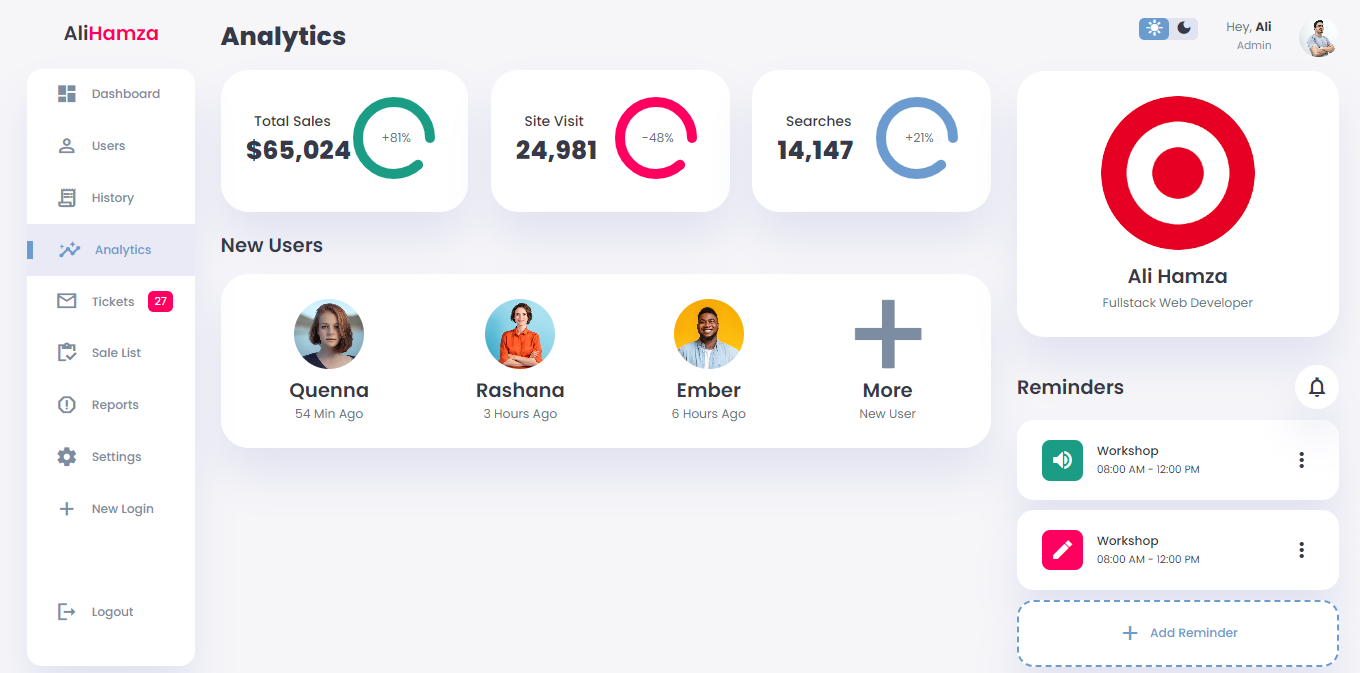 AliHamza
Dashboard
Users
History
Analytics
Tickets 27
Sale List
Reports
Settings
New Login
Logout
Analytics
Total Sales
$65,024
+81%
Site Visit
24,981
-48%
Searches
14,147
+21%
New Users
Quenna
54 Min Ago
Rashana
3 Hours Ago
Ember
6 Hours Ago
More
New User
Hey, Ali
Admin
Ali Hamza
Fullstack Web Developer
Reminders
Workshop
08:00 AM - 12:00 PM
Workshop
08:00 AM - 12:00 PM
Add Reminder